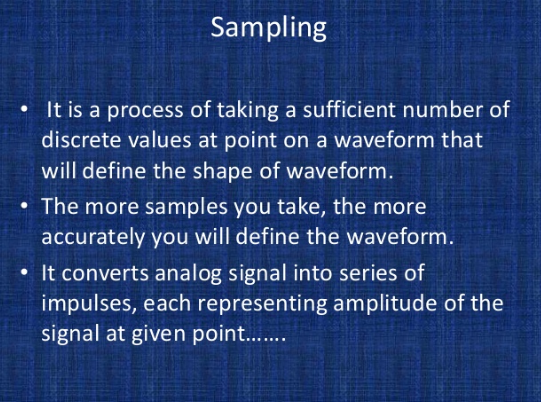 Sampling
• It is a process of taking a sufficient number of
discrete values at point on a waveform that
will define the shape of waveform.
• The more samples you take, the more
accurately you will define the waveform.
• It converts analog signal into series of
impulses, each representing amplitude of the
signal at given point.......